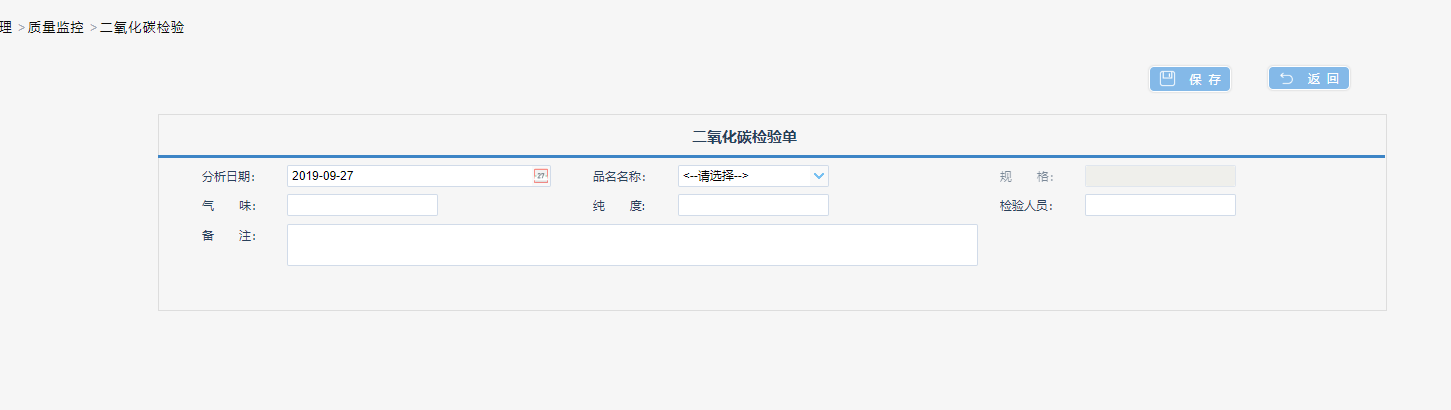 理 >质量监控 >二氧化碳检验
保 存 返 回
二氧化碳检验单
分析日期: 2019-09-27 27 品名名称: <--请选择--> 规 格:
气 味: 纯 度: 检验人员:
备 注: